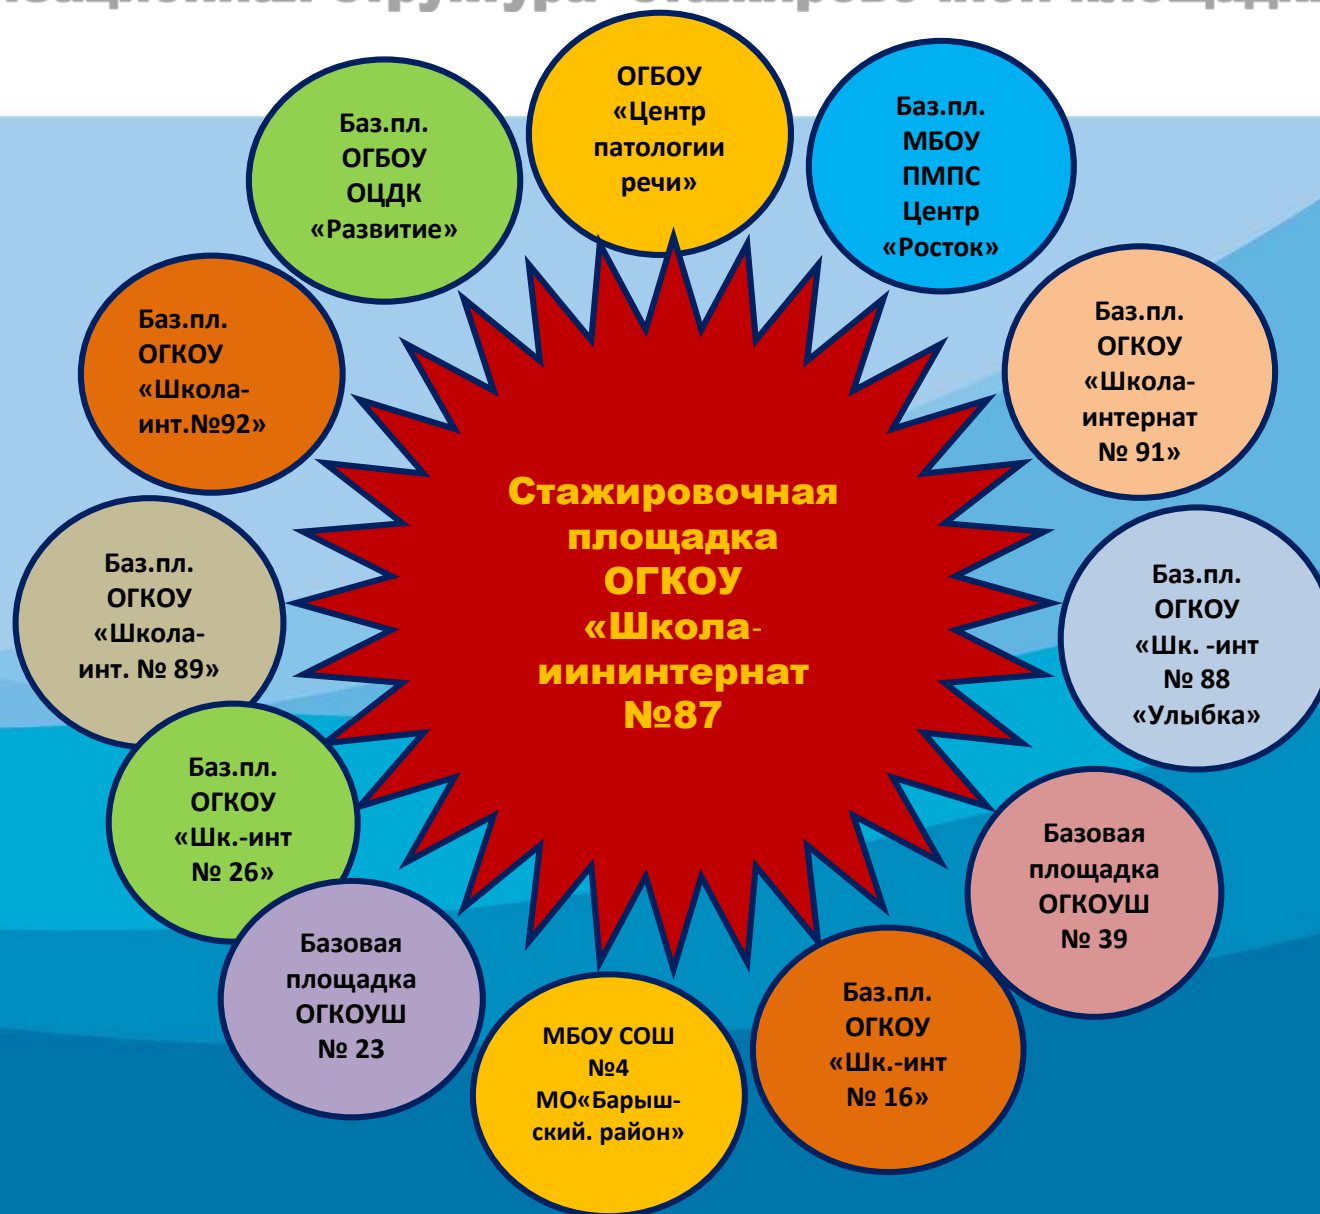 структура стажировочной площадки
ОГБОУ
«Центр
патологии
речи»
Баз.пл.
МБОУ
ПМПС
Центр
«Росток»
Баз.пл.
ОГКОУ
«Школа-
интернат
№ 91»
Баз.пл.
ОГКОУ
«Шк. -инт
№ 88
«Улыбка»
Базовая
площадка
ОГКОУШ
№ 39
Баз.пл.
ОГКОУ
«Шк.-инт
№ 16»
МБОУ СОШ
№4
МО«Барыш-
ский. район»
Базовая
площадка
ОГКОУШ
№ 23
Баз.пл.
ОГКОУ
«Шк.-инт
№ 26»
Баз.пл.
ОГКОУ
«Школа-
инт. № 89»
Баз.пл.
ОГКОУ
«Школа-
инт.№92»
Баз.пл.
ОГБОУ
ОЦДК
«Развитие»
Стажировочная
площадка
ОГКОУ
«Школа-
иининтернат
№87